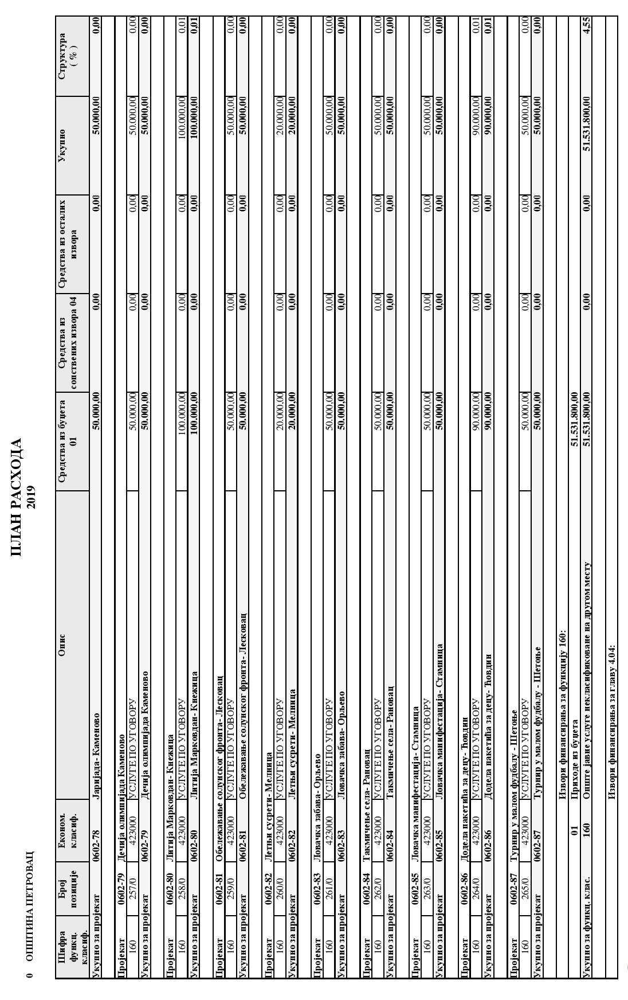 ПЛАН РАСХОДА
2019
0 ОПШТИНА ПЕТРОВАЦ
Шифра функц. класиф. Број позиције Економ. класиф. Опис Средства из буџета 01 Средства из сопствених извора 04 Средства из осталих извора Укупно Структура ( % )
Укупно за пројекат 0602-78 Јаријада- Каменово 50.000,00 0,00 0,00 50.000,00 0,00
Пројекат 0602-79 Дечија олимпијада Каменово
160 257/0 423000 УСЛУГЕ ПО УГОВОРУ 50.000,00 0,00 0,00 50.000,00 0,00
Укупно за пројекат 0602-79 Дечија олимпијада Каменово 50.000,00 0,00 0,00 50.000,00 0,00
Пројекат 0602-80 Литија Марковдан- Кнежица
160 258/0 423000 УСЛУГЕ ПО УГОВОРУ 100.000,00 0,00 0,00 100.000,00 0,01
Укупно за пројекат 0602-80 Литија Марковдан- Кнежица 100.000,00 0,00 0,00 100.000,00 0,01
Пројекат 0602-81 Обележавање солунског фронта- Лесковац
160 259/0 423000 УСЛУГЕ ПО УГОВОРУ 50.000,00 0,00 0,00 50.000,00 0,00
Укупно за пројекат 0602-81 Обележавање солунског фронта- Лесковац 50.000,00 0,00 0,00 50.000,00 0,00
Пројекат 0602-82 Летњи сусрети- Мелница
160 260/0 423000 УСЛУГЕ ПО УГОВОРУ 20.000,00 0,00 0,00 20.000,00 0,00
Укупно за пројекат 0602-82 Летњи сусрети- Мелница 20.000,00 0,00 0,00 20.000,00 0,00
Пројекат 0602-83 Ловачка забава- Орљево
160 261/0 423000 УСЛУГЕ ПО УГОВОРУ 50.000,00 0,00 0,00 50.000,00 0,00
Укупно за пројекат 0602-83 Ловачка забава- Орљево 50.000,00 0,00 0,00 50.000,00 0,00
Пројекат 0602-84 Такмичење села- Рановац
160 262/0 423000 УСЛУГЕ ПО УГОВОРУ 50.000,00 0,00 0,00 50.000,00 0,00
Укупно за пројекат 0602-84 Такмичење села- Рановац 50.000,00 0,00 0,00 50.000,00 0,00
Пројекат 0602-85 Ловачка манифестација- Стамница
160 263/0 423000 УСЛУГЕ ПО УГОВОРУ 50.000,00 0,00 0,00 50.000,00 0,00
Укупно за пројекат 0602-85 Ловачка манифестација- Стамница 50.000,00 0,00 0,00 50.000,00 0,00
Пројекат 0602-86 Додела пакетића за децу- Ћовдин
160 264/0 423000 УСЛУГЕ ПО УГОВОРУ 90.000,00 0,00 0,00 90.000,00 0,01
Укупно за пројекат 0602-86 Додела пакетића за децу- Ћовдин 90.000,00 0,00 0,00 90.000,00 0,01
Пројекат 0602-87 Турнир у малом фудбалу - Шетоње
160 265/0 423000 УСЛУГЕ ПО УГОВОРУ 50.000,00 0,00 0,00 50.000,00 0,00
Укупно за пројекат 0602-87 Турнир у малом фудбалу - Шетоње 50.000,00 0,00 0,00 50.000,00 0,00
Извори финансирања за функцију 160:
01 Приходе из буџета 51.531.800,00
Укупно за функц. клас. 160 Опште јавне услуге некласификоване на другом месту 51.531.800,00 0,00 0,00 51.531.800,00 4,55
Извори финансирања за главу 4.04: